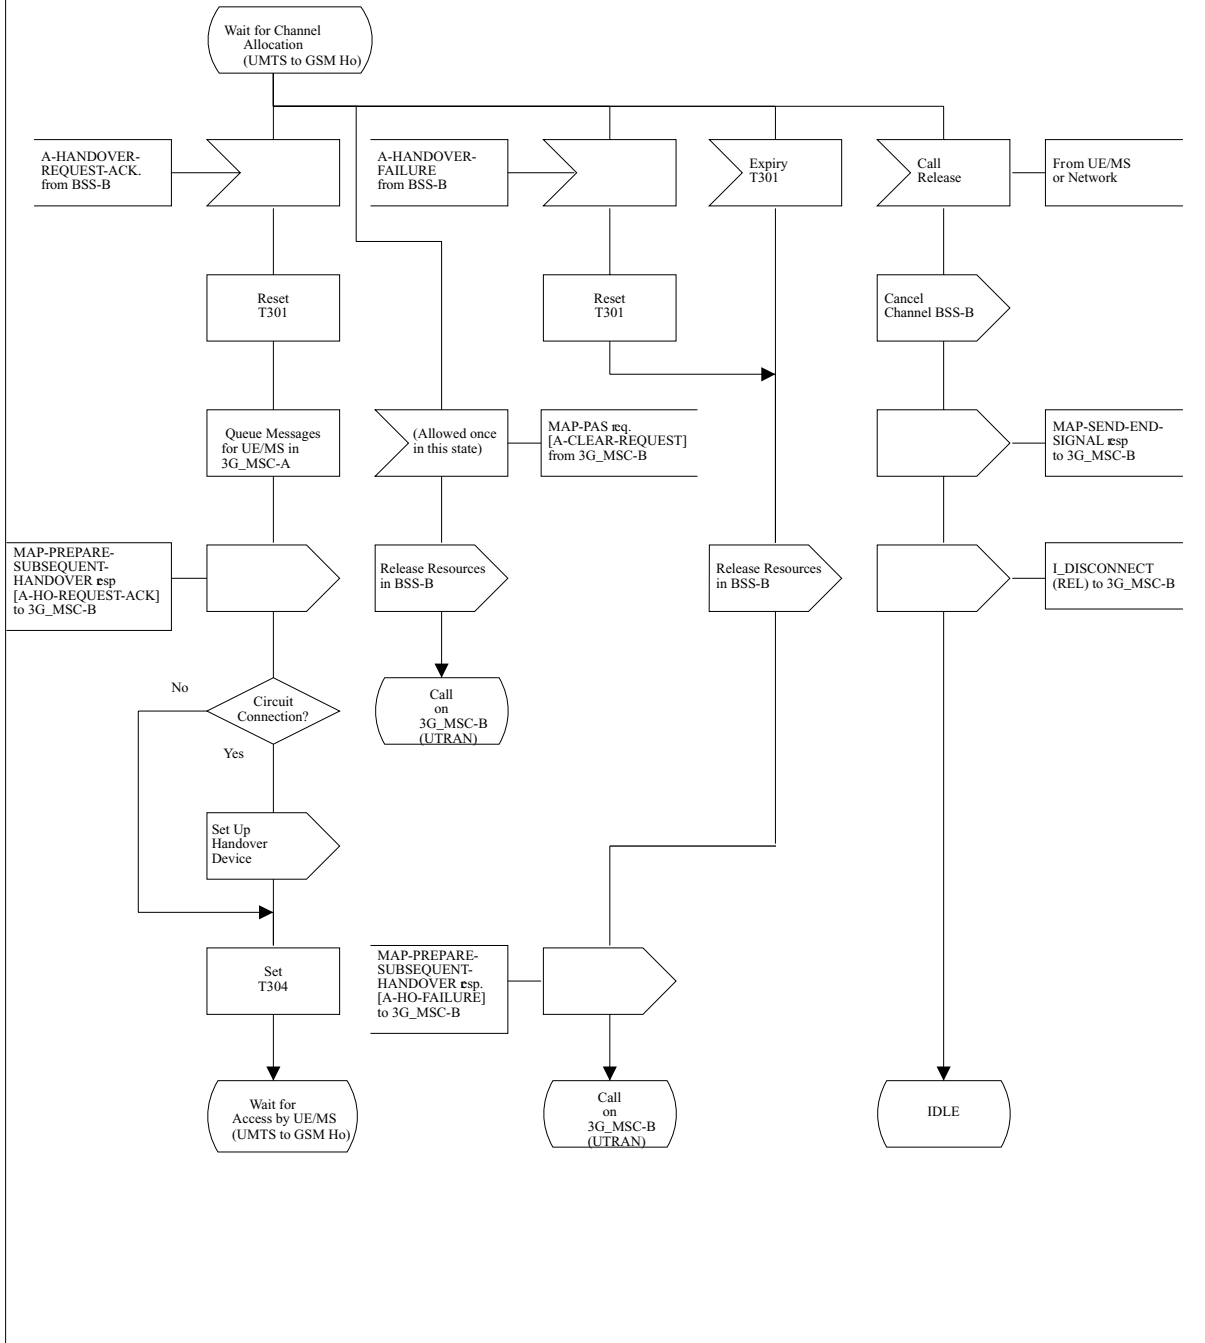 Wait for Channel
Allocation
(UMTS to GSM Ho)
A-HANDOVER-
REQUEST-ACK.
from BSS-B
A-HANDOVER-
FAILURE
from BSS-B
Expiry
T301
Call
Release
From UE/MS
or Network
Reset
T301
Reset
T301
Cancel
Channel BSS-B
Queue Messages
for UE/MS in
3G_MSC-A
(Allowed once
in this state)
MAP-PAS req.
[A-CLEAR-REQUEST]
from 3G_MSC-B
MAP-SEND-END-
SIGNAL resp
to 3G_MSC-B
MAP-PREPARE-
SUBSEQUENT-
HANDOVER resp
[A-HO-REQUEST-ACK]
to 3G_MSC-B
Release Resources
in BSS-B
Release Resources
in BSS-B
I_DISCONNECT
(REL) to 3G_MSC-B
No
Circuit
Connection?
Yes
Call
on
3G_MSC-B
(UTRAN)
Set Up
Handover
Device
Set
T304
MAP-PREPARE-
SUBSEQUENT-
HANDOVER resp.
[A-HO-FAILURE]
to 3G_MSC-B
Wait for
Access by UE/MS
(UMTS to GSM Ho)
Call
on
3G_MSC-B
(UTRAN)
IDLE